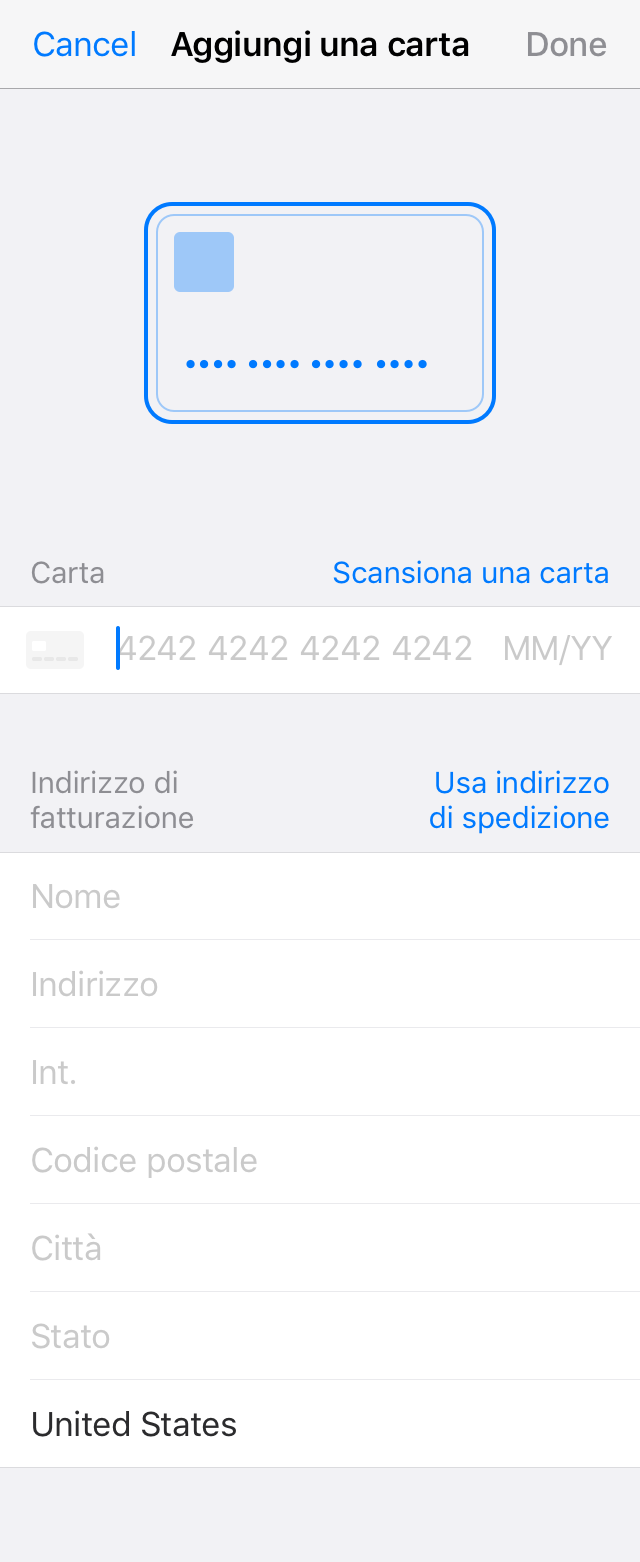 Cancel Aggiungi una carta Done
Carta Scansiona una carta
4242 4242 4242 4242 MM/YY
Indirizzo di fatturazione
Usa indirizzo di spedizione
Nome
Indirizzo
Int.
Codice postale
Città
Stato
United States